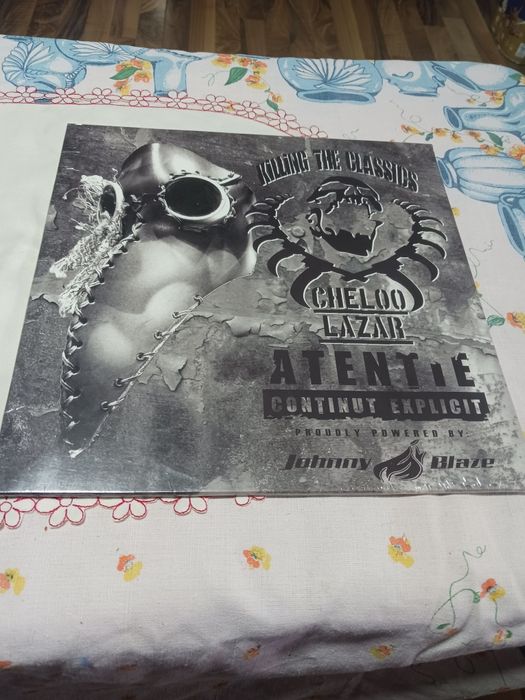 KILLING THE CLASSICS
CHELOO
LAZAR
ATENTIE
CONTINUT EXPLICIT
PROUDLY POWERED BY:
Johnny Blaze